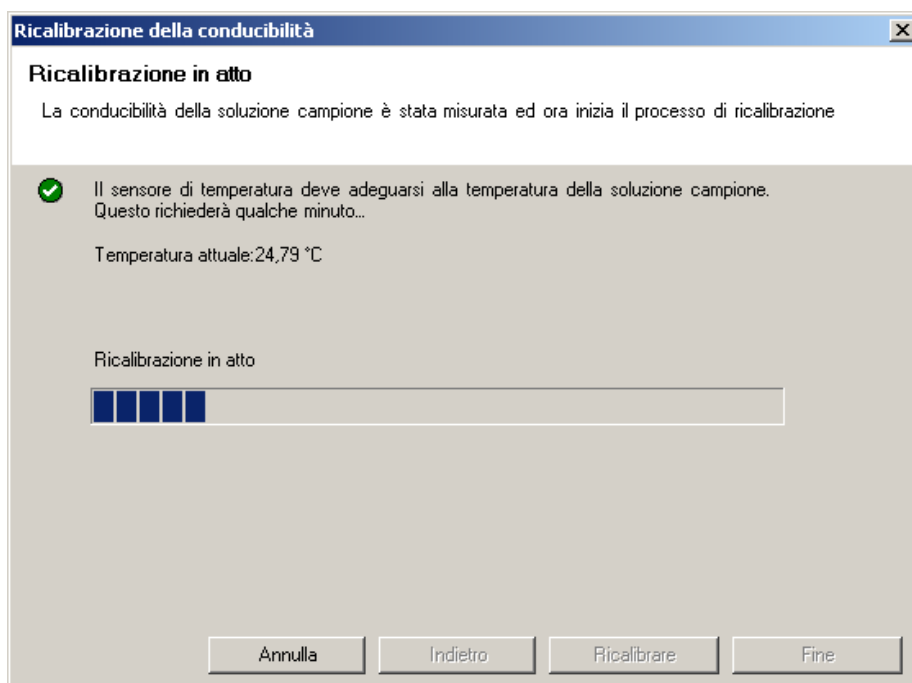 Ricalibrazione della conducibilità
Ricalibrazione in atto
La conducibilità della soluzione campione è stata misurata ed ora inizia il processo di ricalibrazione
Il sensore di temperatura deve adeguarsi alla temperatura della soluzione campione.
Questo richiederà qualche minuto...
Temperatura attuale:24,79 °C
Ricalibrazione in atto
Annulla
Indietro
Ricalibrare
Fine